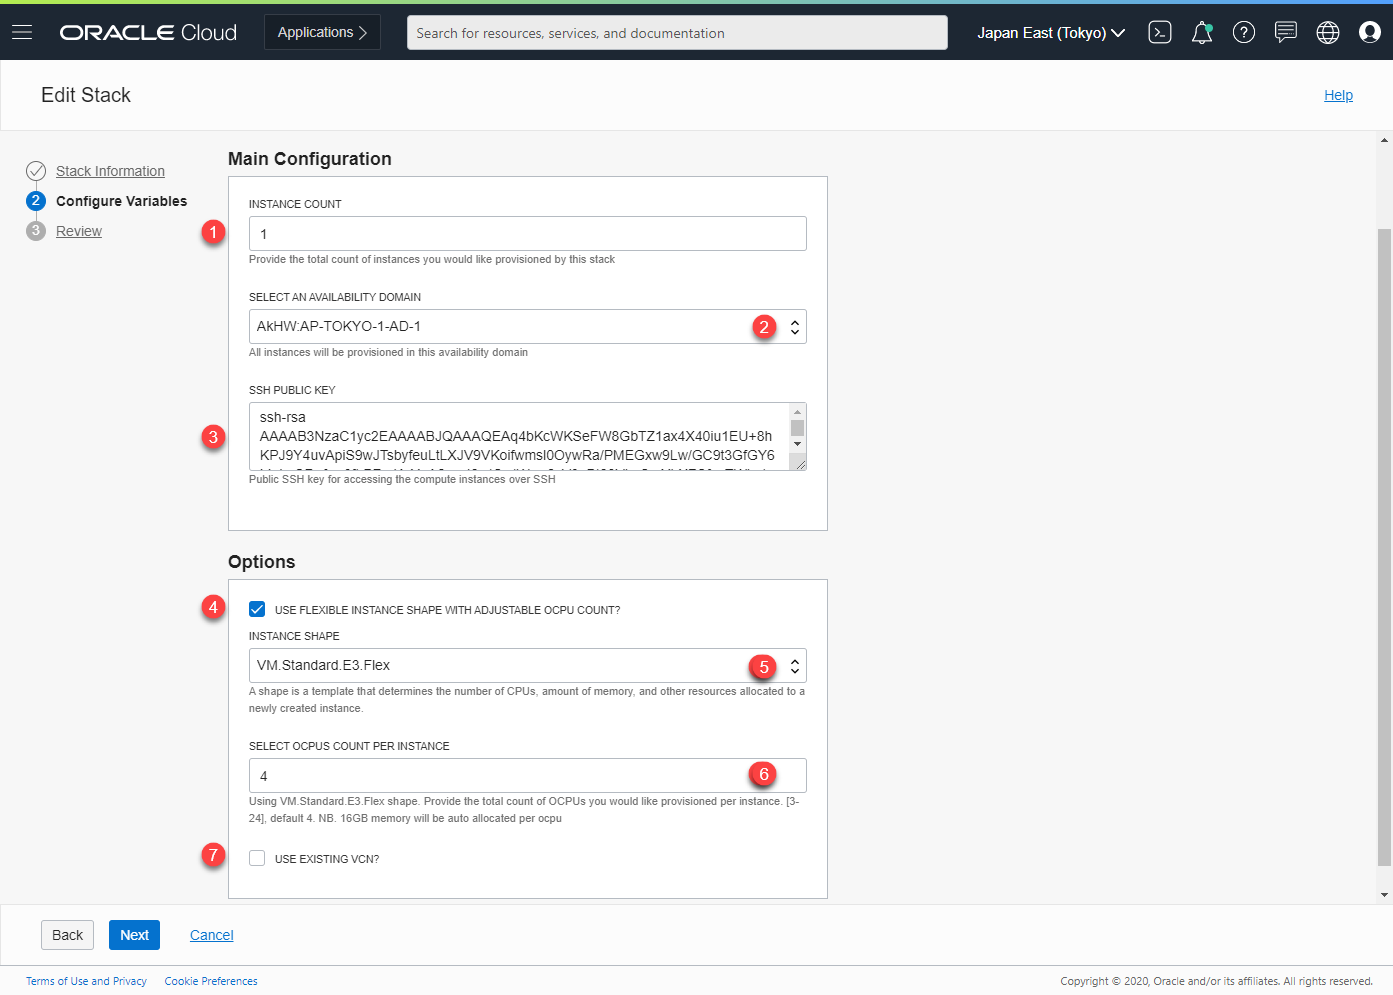 ORACLE Cloud
Applications
Search for resources, services, and documentation
Japan East (Tokyo)
Edit Stack
Help
Stack Information
2 Configure Variables
3 Review
Main Configuration
INSTANCE COUNT
1
1
Provide the total count of instances you would like provisioned by this stack
SELECT AN AVAILABILITY DOMAIN
AkHW:AP-TOKYO-1-AD-1
2
All instances will be provisioned in this availability domain
SSH PUBLIC KEY
3
ssh-rsa
AAAAB3NzaC1yc2EAAAABJQAAAQEAq4bKcWKSeFW8GbTZ1ax4X40iu1EU+8h
KPJ9Y4uvApiS9wJTsbyfeuLtLXJV9VKoifwmsI0OywRa/PMEGxw9Lw/GC9t3GfGY6
Public SSH key for accessing the compute instances over SSH
Options
4
USE FLEXIBLE INSTANCE SHAPE WITH ADJUSTABLE OCPU COUNT?
INSTANCE SHAPE
VM.Standard.E3.Flex
5
A shape is a template that determines the number of CPUs, amount of memory, and other resources allocated to a
newly created instance.
SELECT OCPUS COUNT PER INSTANCE
4
6
Using VM.Standard.E3.Flex shape. Provide the total count of OCPUs you would like provisioned per instance. [3-
24], default 4. NB. 16GB memory will be auto allocated per ocpu
7
USE EXISTING VCN?
Back
Next
Cancel
Terms of Use and Privacy
Cookie Preferences
Copyright © 2020, Oracle and/or its affiliates. All rights reserved.